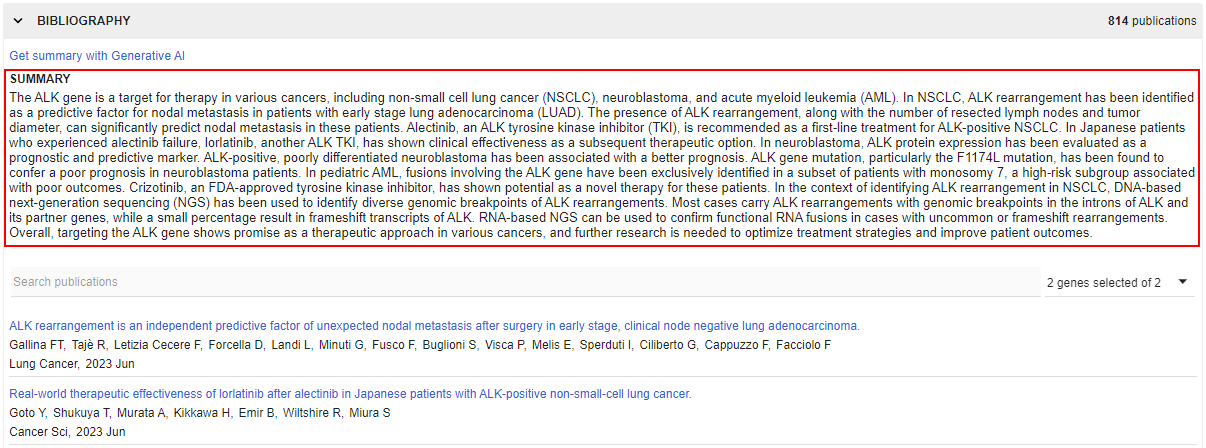 BIBLIOGRAPHY 814 publications
Get summary with Generative AI
SUMMARY
The ALK gene is a target for therapy in various cancers, including non-small cell lung cancer (NSCLC), neuroblastoma, and acute myeloid leukemia (AML). In NSCLC, ALK rearrangement has been identified
as a predictive factor for nodal metastasis in patients with early stage lung adenocarcinoma (LUAD). The presence of ALK rearrangement, along with the number of resected lymph nodes and tumor
diameter, can significantly predict nodal metastasis in these patients. Alectinib, an ALK tyrosine kinase inhibitor (TKI), is recommended as a first-line treatment for ALK-positive NSCLC. In Japanese patients
who experienced alectinib failure, lorlatinib, another ALK TKI, has shown clinical effectiveness as a subsequent therapeutic option. In neuroblastoma, ALK protein expression has been evaluated as a
prognostic and predictive marker. ALK-positive, poorly differentiated neuroblastoma has been associated with a better prognosis. ALK gene mutation, particularly the F1174L mutation, has been found to
confer a poor prognosis in neuroblastoma patients. In pediatric AML, fusions involving the ALK gene have been exclusively identified in a subset of patients with monosomy 7, a high-risk subgroup associated
with poor outcomes. Crizotinib, an FDA-approved tyrosine kinase inhibitor, has shown potential as a novel therapy for these patients. In the context of identifying ALK rearrangement in NSCLC, DNA-based
next-generation sequencing (NGS) has been used to identify diverse genomic breakpoints of ALK rearrangements. Most cases carry ALK rearrangements with genomic breakpoints in the introns of ALK and
its partner genes, while a small percentage result in frameshift transcripts of ALK. RNA-based NGS can be used to confirm functional RNA fusions in cases with uncommon or frameshift rearrangements.
Overall, targeting the ALK gene shows promise as a therapeutic approach in various cancers, and further research is needed to optimize treatment strategies and improve patient outcomes.
Search publications 2 genes selected of 2
ALK rearrangement is an independent predictive factor of unexpected nodal metastasis after surgery in early stage, clinical node negative lung adenocarcinoma.
Gallina FT, Tajè R, Letizia Cecere F, Forcella D, Landi L, Minuti G, Fusco F, Buglioni S, Visca P, Melis E, Sperduti I, Ciliberto G, Cappuzzo F, Facciolo F
Lung Cancer, 2023 Jun
Real-world therapeutic effectiveness of lorlatinib after alectinib in Japanese patients with ALK-positive non-small-cell lung cancer.
Goto Y, Shukuya T, Murata A, Kikkawa H, Emir B, Wiltshire R, Miura S
Cancer Sci, 2023 Jun